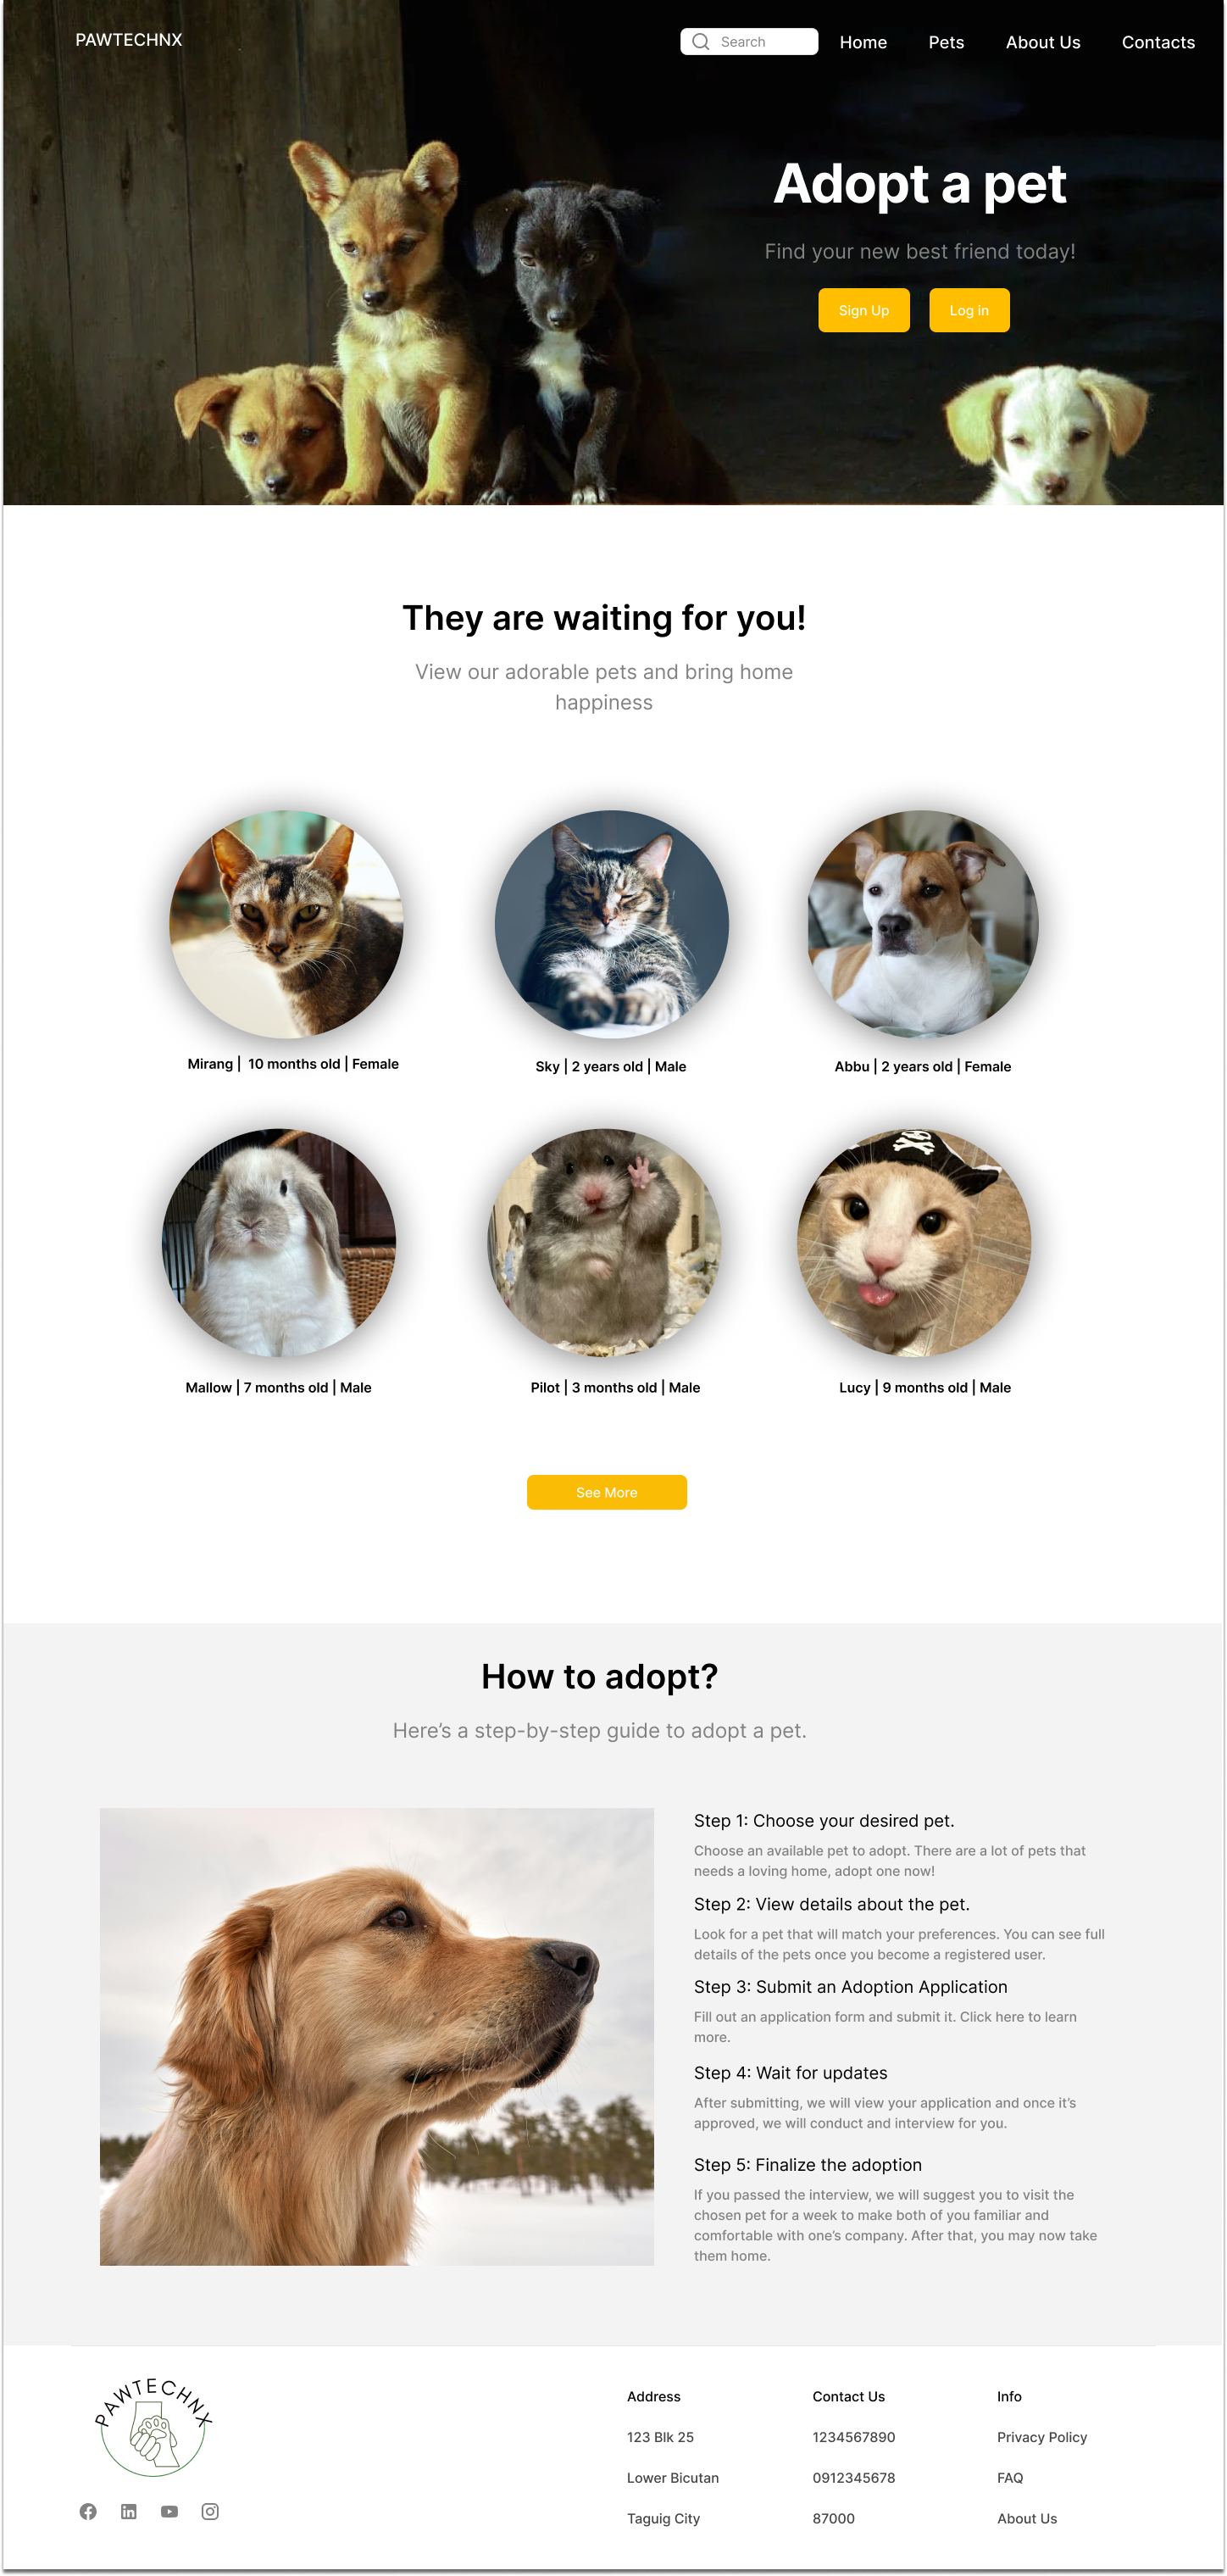 PAWTECHNX
Search
Home
Pets
About Us
Contacts
Adopt a pet
Find your new best friend today!
Sign Up
Log in
They are waiting for you!
View our adorable pets and bring home
happiness
Mirang | 10 months old | Female
Sky | 2 years old | Male
Abbu | 2 years old | Female
Mallow | 7 months old | Male
Pilot | 3 months old | Male
Lucy | 9 months old | Male
See More
How to adopt?
Here’s a step-by-step guide to adopt a pet.
Step 1: Choose your desired pet.
Choose an available pet to adopt. There are a lot of pets that
needs a loving home, adopt one now!
Step 2: View details about the pet.
Look for a pet that will match your preferences. You can see full
details of the pets once you become a registered user.
Step 3: Submit an Adoption Application
Fill out an application form and submit it. Click here to learn
more.
Step 4: Wait for updates
After submitting, we will view your application and once it’s
approved, we will conduct and interview for you.
Step 5: Finalize the adoption
If you passed the interview, we will suggest you to visit the
chosen pet for a week to make both of you familiar and
comfortable with one’s company. After that, you may now take
them home.
PAWTECHNX
Address
123 Blk 25
Lower Bicutan
Taguig City
Contact Us
1234567890
0912345678
87000
Info
Privacy Policy
FAQ
About Us